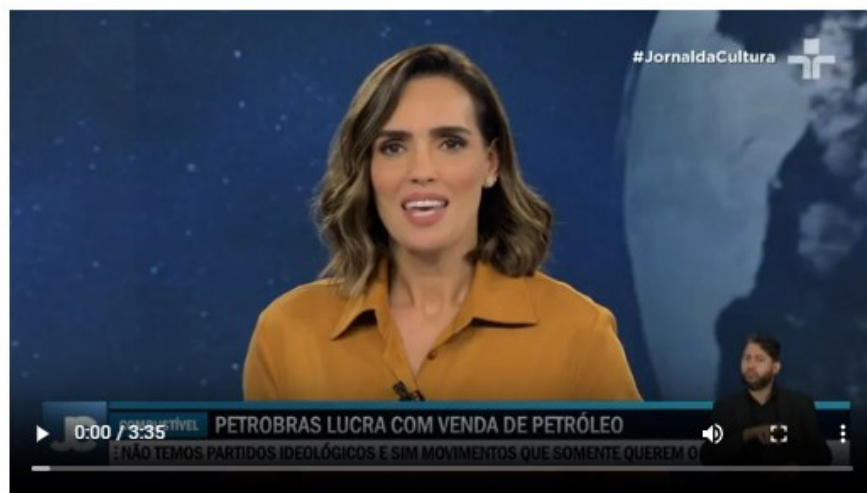 #JornaldaCultura
COMBUSTÍVEL PETROBRAS LUCRA COM VENDA DE PETRÓLEO
0:00 / 3:35
NÃO TEMOS PARTIDOS IDEOLÓGICOS E SIM MOVIMENTOS QUE SOMENTE QUEREM O